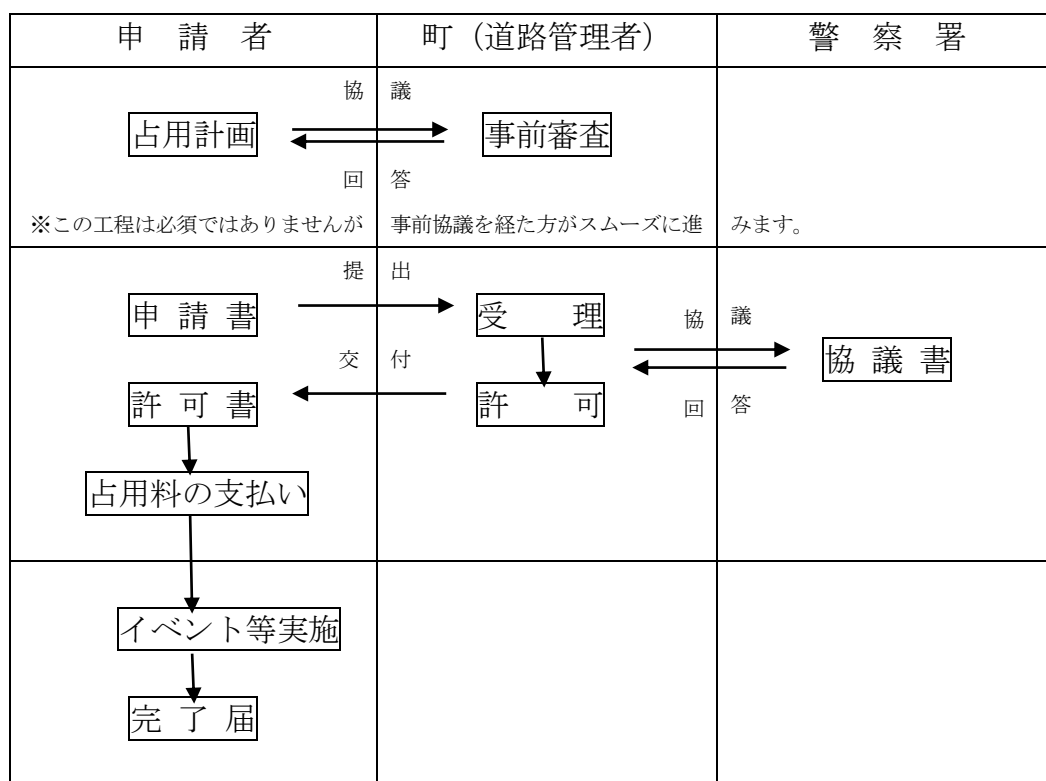 申請者
町（道路管理者）
警察署
協議
占用計画
事前審査
回答
※この工程は必須ではありませんが事前協議を経た方がスムーズに進みます。
提出
申請書
受理
協議
協議書
交付
許可書
許可
回答
占用料の支払い
イベント等実施
完了届